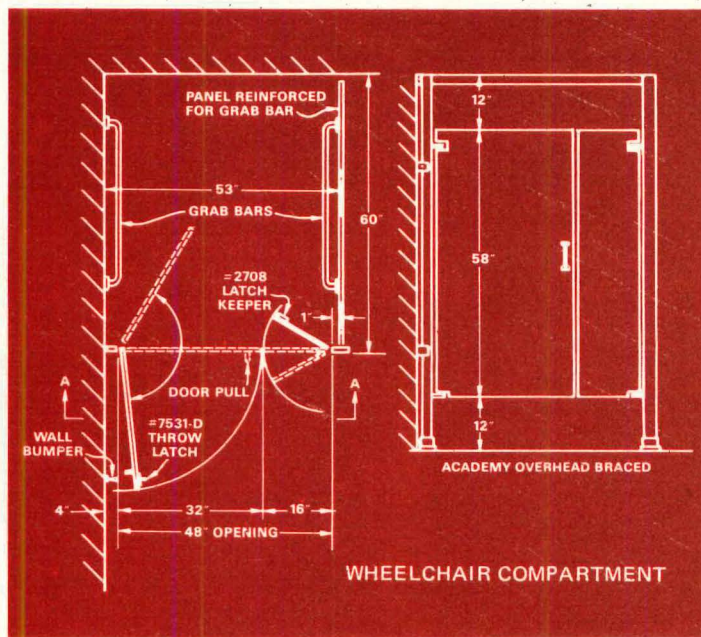 PANEL REINFORCED
FOR GRAB BAR
12"
53"
GRAB BARS
60"
58"
=2708
LATCH
KEEPER
1"
DOOR PULL
A
A
=7531-D
THROW
LATCH
WALL
BUMPER
12"
ACADEMY OVERHEAD BRACED
4"
32"
16"
48" OPENING
WHEELCHAIR COMPARTMENT